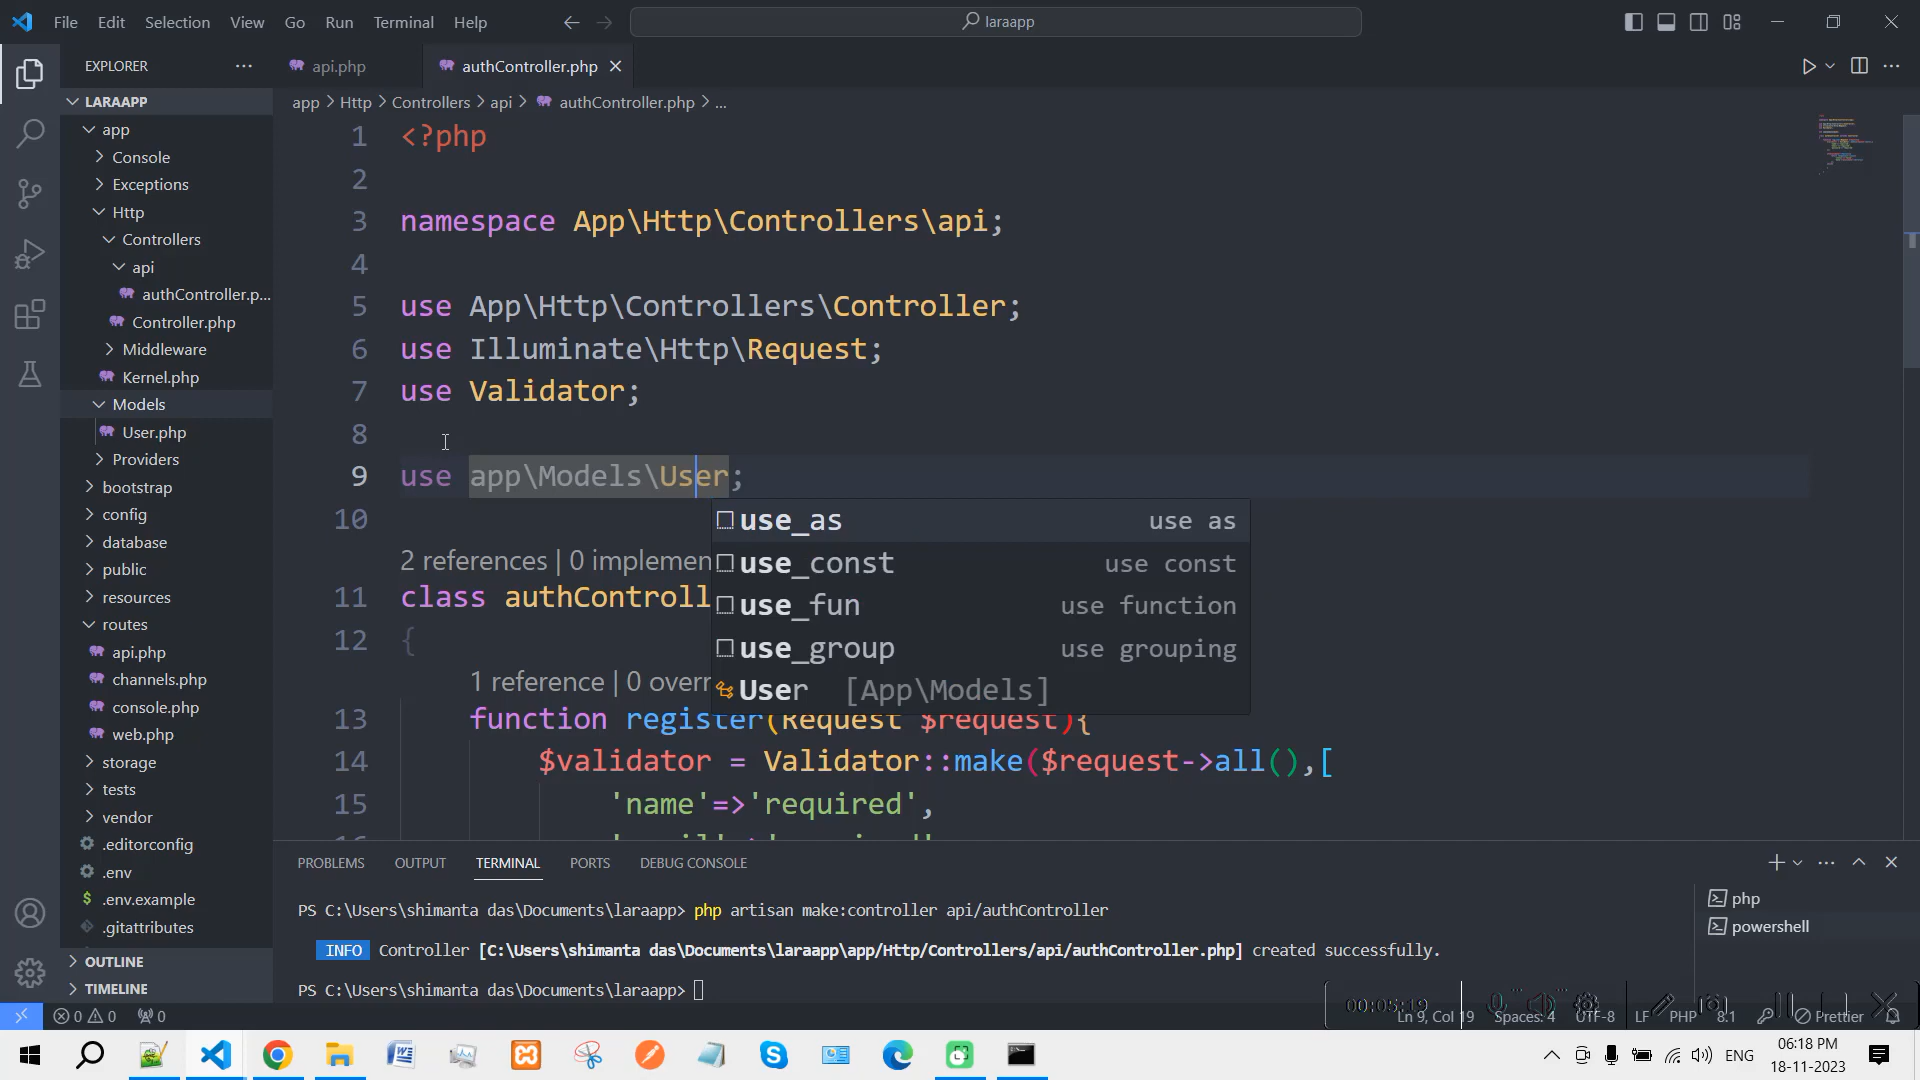 File Edit Selection View Go Run Terminal Help
laraapp
EXPLORER
api.php
authController.php
LARAAPP
app
Console
Exceptions
Http
Controllers
api
authController.p...
Controller.php
Middleware
Kernel.php
Models
User.php
Providers
bootstrap
config
database
public
resources
routes
api.php
channels.php
console.php
web.php
storage
tests
vendor
.editorconfig
.env
.env.example
.gitattributes
OUTLINE
TIMELINE
app > Http > Controllers > api > authController.php > ...
1 <?php
2
3 namespace App\Http\Controllers\api;
4
5 use App\Http\Controllers\Controller;
6 use Illuminate\Http\Request;
7 use Validator;
8
9 use app\Models\User;
10
use_as use as
use_const use const
use_fun use function
use_group use grouping
User [App\Models]
2 references | 0 implemen
11 class authControll
12 {
1 reference | 0 overr
13 function register(Request $request){
14 $validator = Validator::make($request->all(),[
15 'name'=>'required',
PROBLEMS OUTPUT TERMINAL PORTS DEBUG CONSOLE
PS C:\Users\shimanta das\Documents\laraapp> php artisan make:controller api/authController
INFO Controller [C:\Users\shimanta das\Documents\laraapp\app/Http/Controllers/api/authController.php] created successfully.
PS C:\Users\shimanta das\Documents\laraapp>
php
powershell
00:05:19
0 0 0
Ln 9, Col 19 Spaces: 4 UTF-8 LF PHP 8.1 Prettier
ENG
06:18 PM
18-11-2023